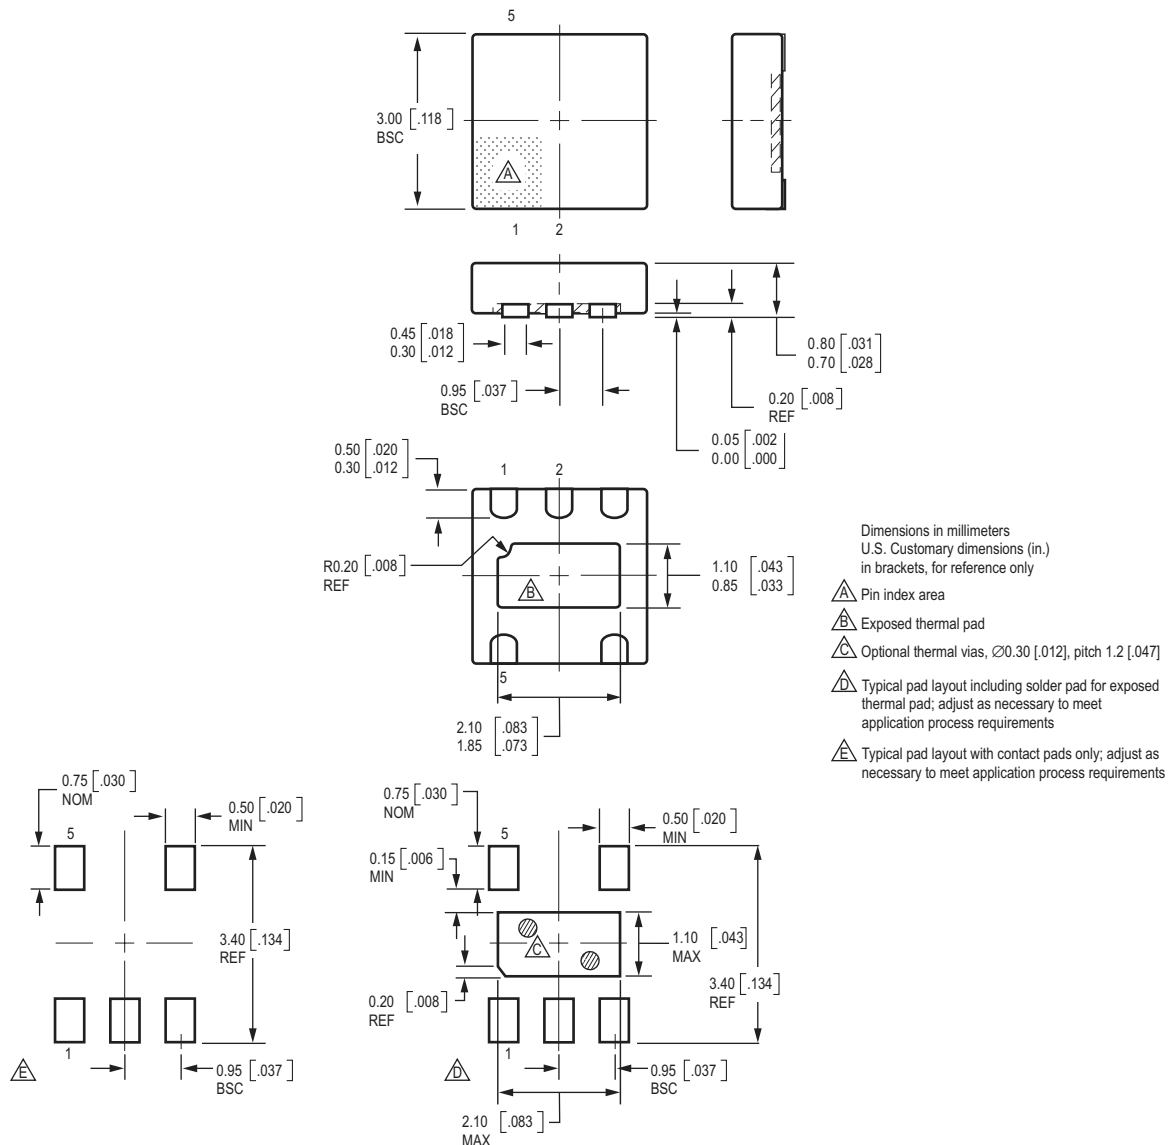 5
3.00 [.118]
BSC
A
1 2
0.45 [.018
0.30 .012]
0.80 [.031
0.70 .028]
0.95 [.037]
BSC
0.20 [.008]
REF
0.05 [.002
0.00 .000]
0.50 [.020
0.30 .012]
1 2
R0.20 [.008]
REF
B
1.10 [.043
0.85 .033]
5
2.10 [.083
1.85 .073]
Dimensions in millimeters
U.S. Customary dimensions (in.)
in brackets, for reference only
A Pin index area
B Exposed thermal pad
C Optional thermal vias, ∅0.30 [.012], pitch 1.2 [.047]
D Typical pad layout including solder pad for exposed
thermal pad; adjust as necessary to meet
application process requirements
E Typical pad layout with contact pads only; adjust as
necessary to meet application process requirements
0.75 [.030]
NOM
0.50 [.020]
MIN
5
3.40 [.134]
REF
1
0.95 [.037]
BSC
E
0.75 [.030]
NOM
0.50 [.020]
MIN
5
0.15 [.006]
MIN
C
1.10 [.043]
MAX
3.40 [.134]
REF
0.20 [.008]
REF
1
0.95 [.037]
BSC
D
2.10 [.083]
MAX